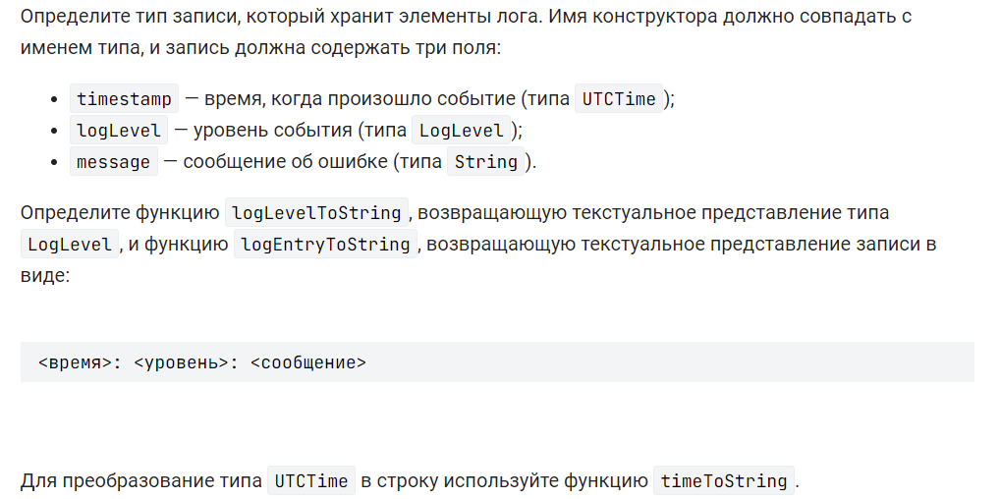 Определите тип записи, который хранит элементы лога. Имя конструктора должно совпадать с
именем типа, и запись должна содержать три поля:
• timestamp — время, когда произошло событие (типа UTCTime);
• logLevel — уровень события (типа LogLevel);
• message — сообщение об ошибке (типа String).
Определите функцию logLevelToString, возвращающую текстуальное представление типа
LogLevel, и функцию logEntryToString, возвращающую текстуальное представление записи в
виде:
<время>: <уровень>: <сообщение>
Для преобразование типа UTCTime в строку используйте функцию timeToString.